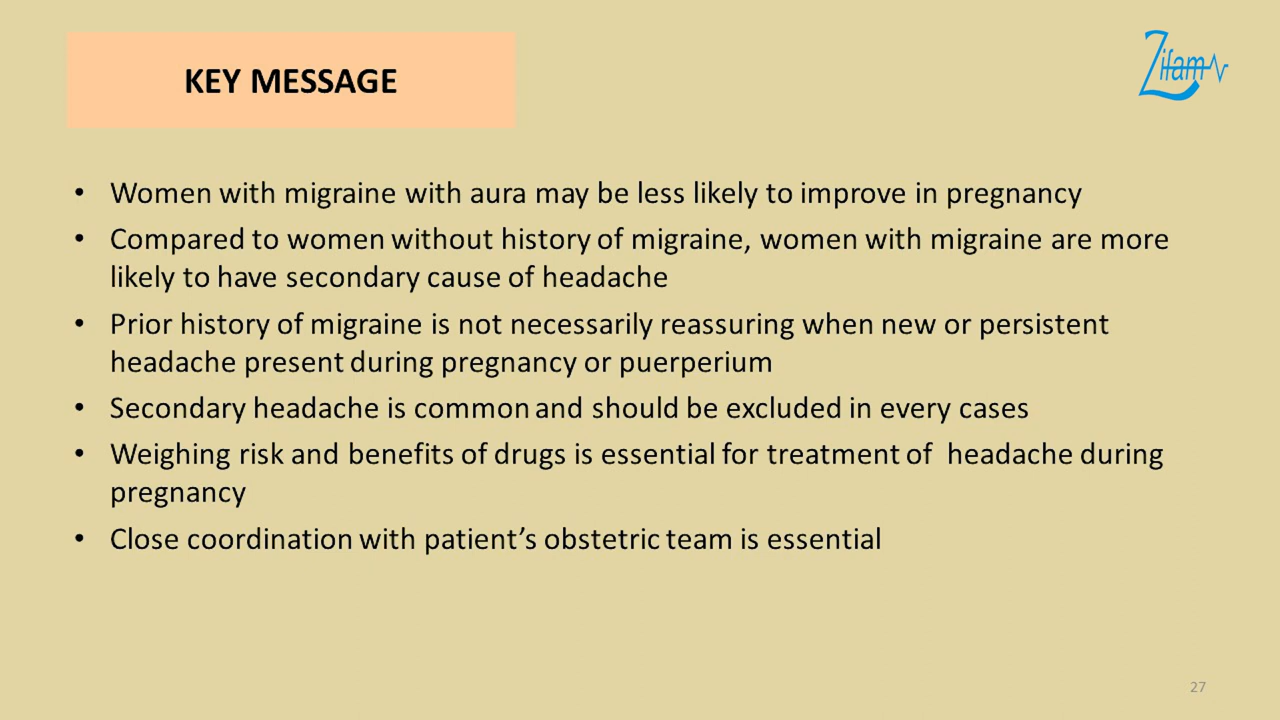 KEY MESSAGE
Zifam
• Women with migraine with aura may be less likely to improve in pregnancy
• Compared to women without history of migraine, women with migraine are more
likely to have secondary cause of headache
• Prior history of migraine is not necessarily reassuring when new or persistent
headache present during pregnancy or puerperium
• Secondary headache is common and should be excluded in every cases
• Weighing risk and benefits of drugs is essential for treatment of headache during
pregnancy
• Close coordination with patient’s obstetric team is essential
27